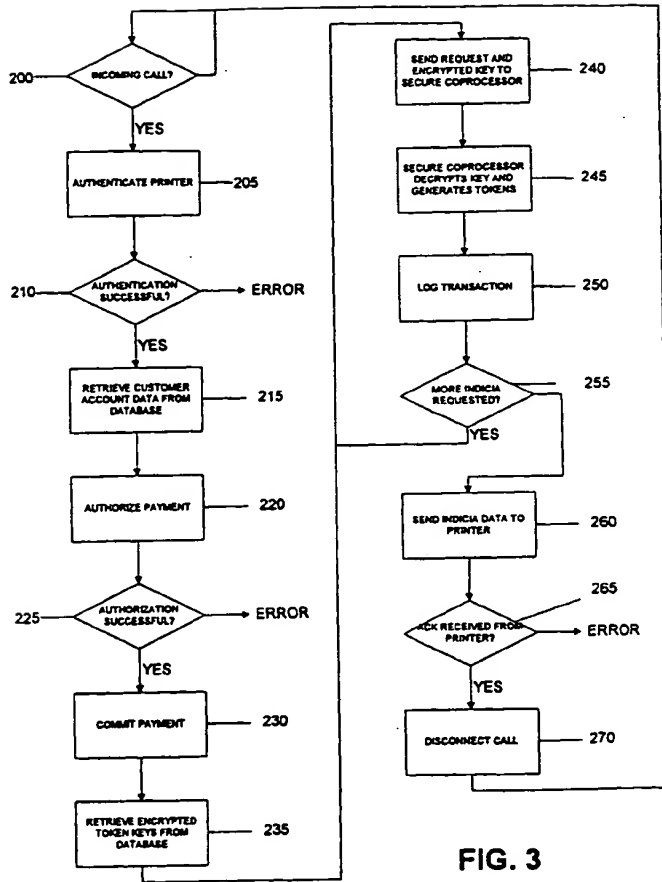 INCOMING CALL?
200
YES
AUTHENTICATE PRINTER
205
AUTHENTICATION
SUCCESSFUL?
210
ERROR
YES
RETRIEVE CUSTOMER
ACCOUNT DATA FROM
DATABASE
215
AUTHORIZE PAYMENT
220
AUTHORIZATION
SUCCESSFUL?
225
ERROR
YES
COMMIT PAYMENT
230
RETRIEVE ENCRYPTED
TOKEN KEYS FROM
DATABASE
235
SEND REQUEST AND
ENCRYPTED KEY TO
SECURE COPROCESSOR
240
SECURE COPROCESSOR
DECRYPTS KEY AND
GENERATES TOKENS
245
LOG TRANSACTION
250
MORE INDICIA
REQUESTED?
255
YES
SEND INDICIA DATA TO
PRINTER
260
ACK RECEIVED FROM
PRINTER?
265
ERROR
YES
DISCONNECT CALL
270
FIG. 3